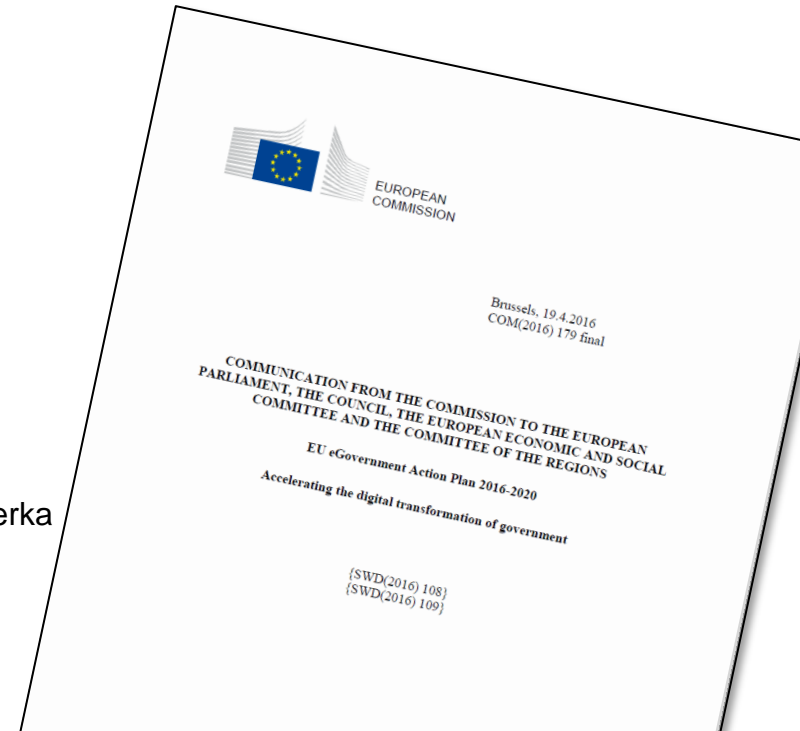 EUROPEAN
COMMISSION
Brussels, 19.4.2016
COM(2016) 179 final
COMMUNICATION FROM THE COMMISSION TO THE EUROPEAN
PARLIAMENT, THE COUNCIL, THE EUROPEAN ECONOMIC AND SOCIAL
COMMITTEE AND THE COMMITTEE OF THE REGIONS
EU eGovernment Action Plan 2016-2020
Accelerating the digital transformation of government
erka
{SWD(2016) 108}
{SWD(2016) 109}